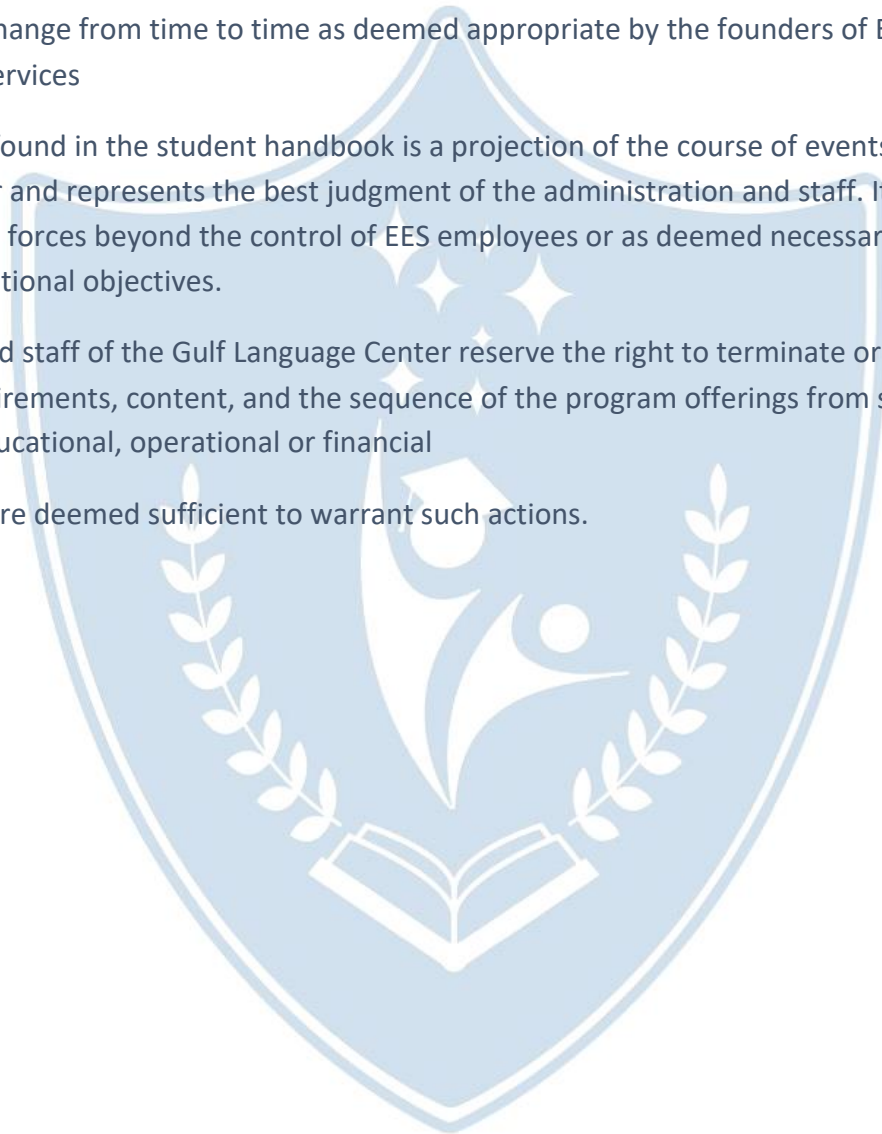 hange from time to time as deemed appropriate by the founders of E
ervices
ound in the student handbook is a projection of the course of events
r and represents the best judgment of the administration and staff. I
forces beyond the control of EES employees or as deemed necessar
tional objectives.
d staff of the Gulf Language Center reserve the right to terminate or
irements, content, and the sequence of the program offerings from s
ucational, operational or financial
re deemed sufficient to warrant such actions.